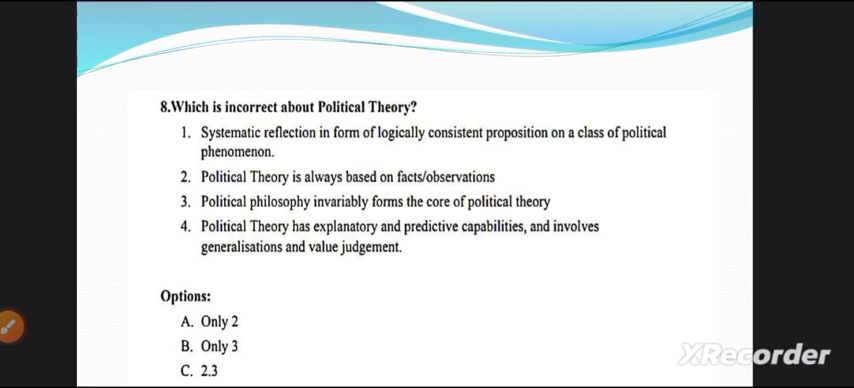 8.Which is incorrect about Political Theory?
1. Systematic reflection in form of logically consistent proposition on a class of political
phenomenon.
2. Political Theory is always based on facts/observations
3. Political philosophy invariably forms the core of political theory
4. Political Theory has explanatory and predictive capabilities, and involves
generalisations and value judgement.
Options:
A. Only 2
B. Only 3
C. 2.3
XRecorder